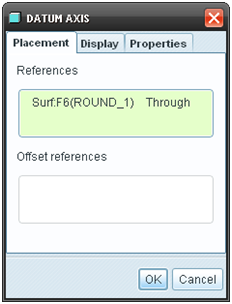 DATUM AXIS
Placement Display Properties
References
Surf:F6(ROUND_1) Through
Offset references
OK Cancel